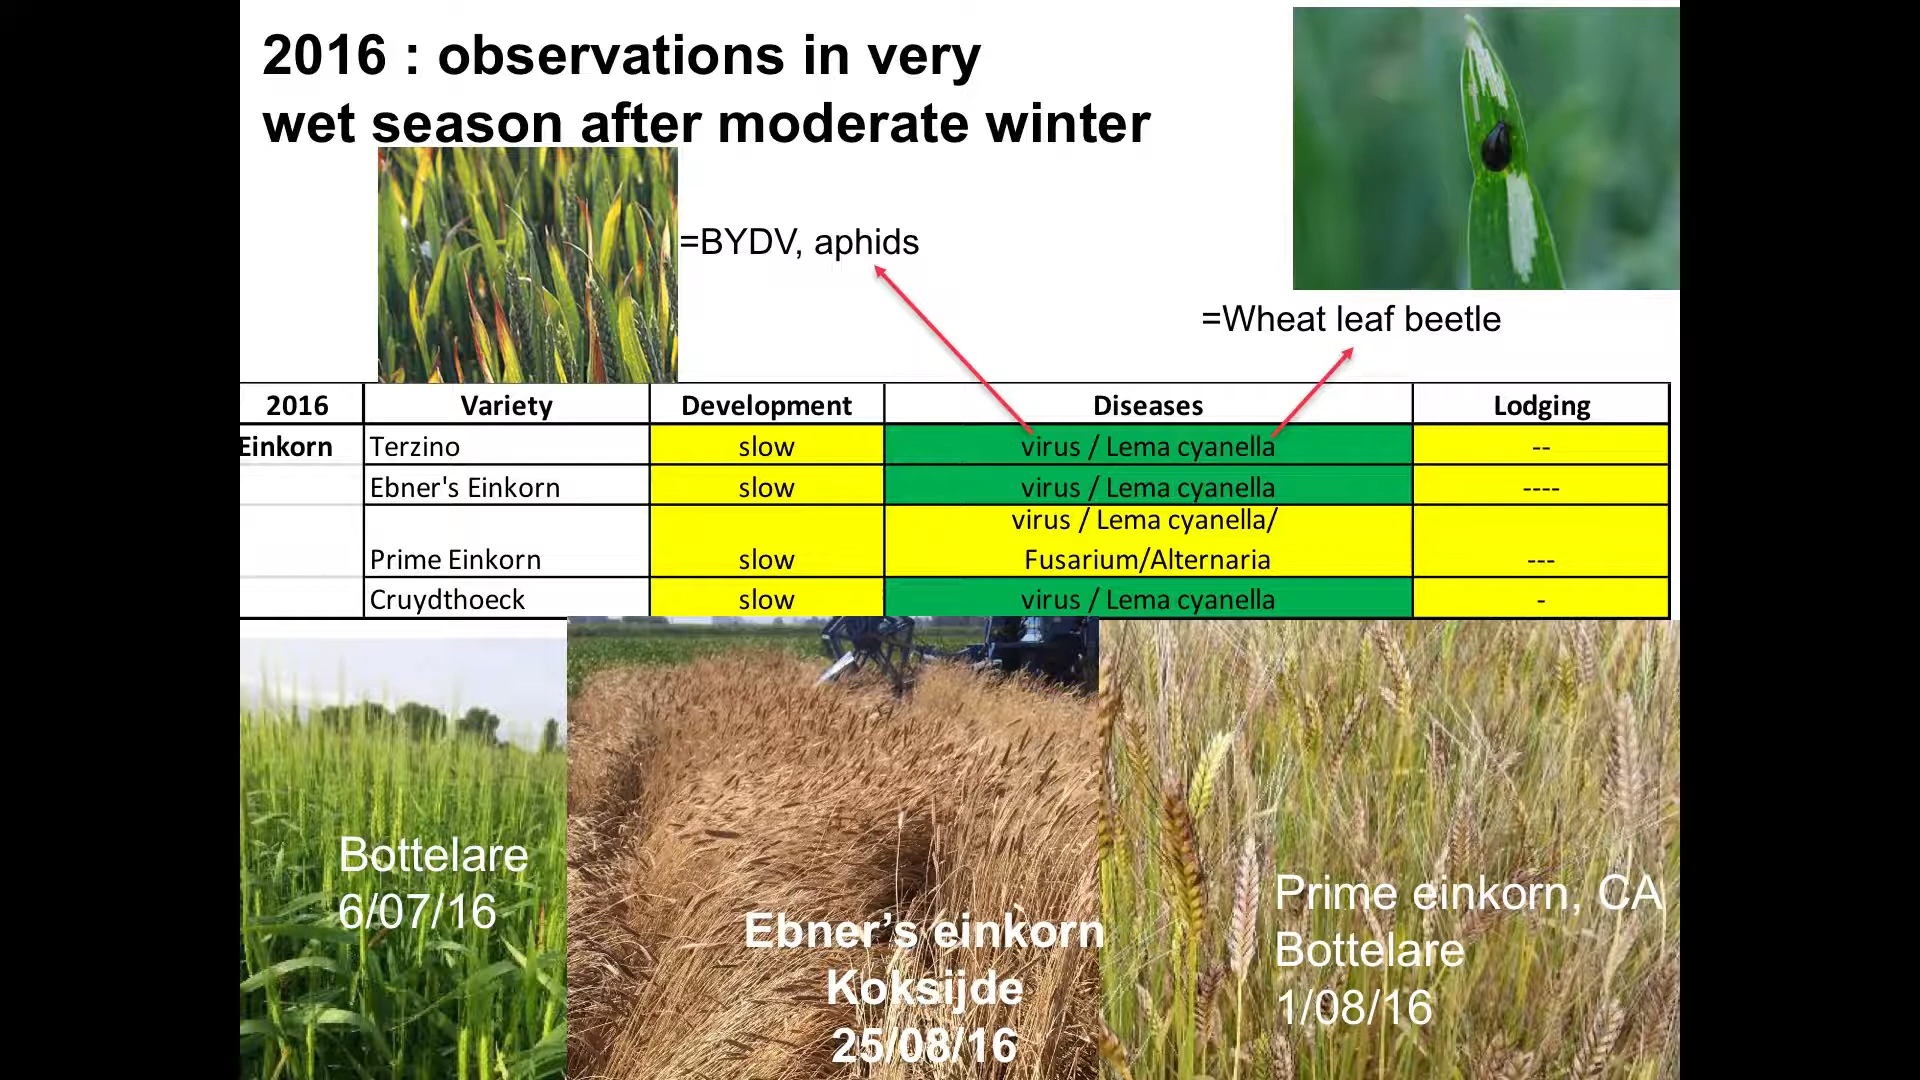 2016 : observations in very
wet season after moderate winter
=BYDV, aphids
=Wheat leaf beetle
2016 Variety Development Diseases Lodging
Einkorn Terzino slow virus / Lema cyanella --
Ebner's Einkorn slow virus / Lema cyanella ----
virus / Lema cyanella/
Prime Einkorn slow Fusarium/Alternaria ---
Cruydthoeck slow virus / Lema cyanella -
Bottelare
6/07/16
Ebner’s einkorn
Koksijde
25/08/16
Prime einkorn, CA
Bottelare
1/08/16